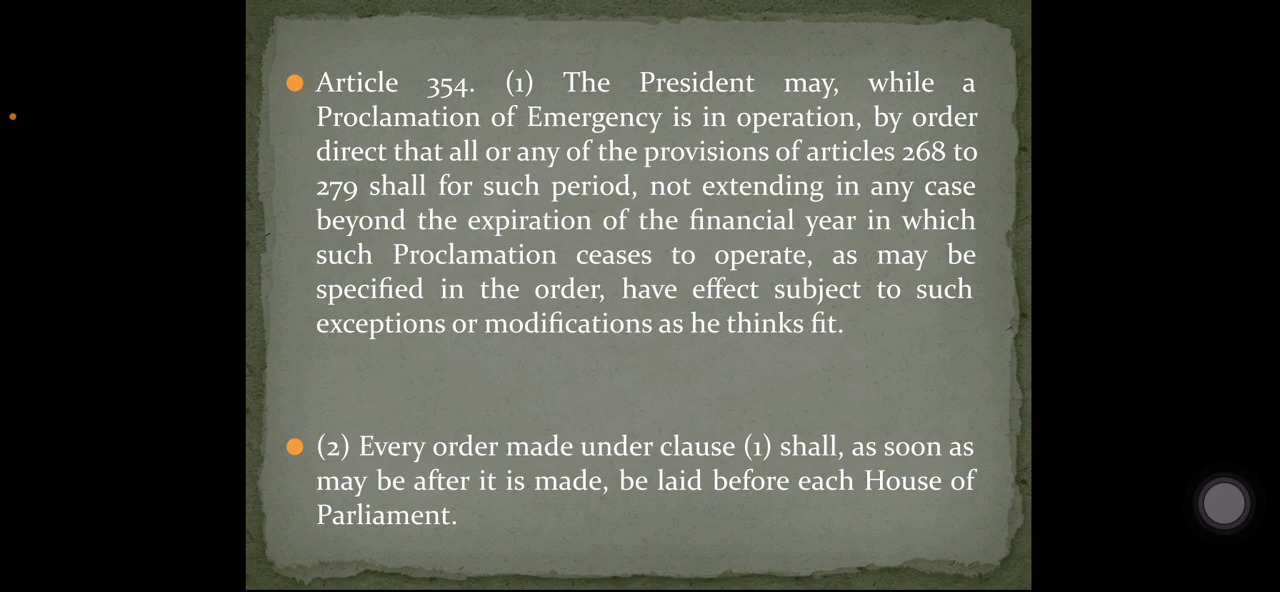 Article 354. (1) The President may, while a
Proclamation of Emergency is in operation, by order
direct that all or any of the provisions of articles 268 to
279 shall for such period, not extending in any case
beyond the expiration of the financial year in which
such Proclamation ceases to operate, as may be
specified in the order, have effect subject to such
exceptions or modifications as he thinks fit.
(2) Every order made under clause (1) shall, as soon as
may be after it is made, be laid before each House of
Parliament.